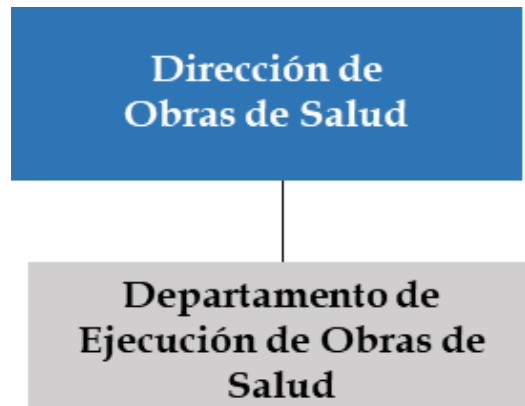 Dirección de
Obras de Salud
Departamento de
Ejecución de Obras de
Salud